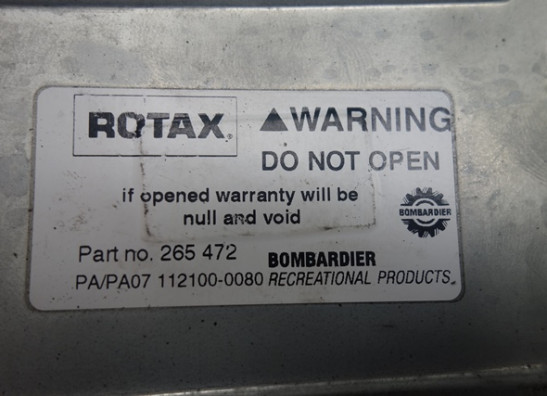 ROTAX.
WARNING
DO NOT OPEN
if opened warranty will be
null and void
BOMBARDIER
Part no. 265 472
BOMBARDIER
PA/PA07 112100-0080 RECREATIONAL PRODUCTS